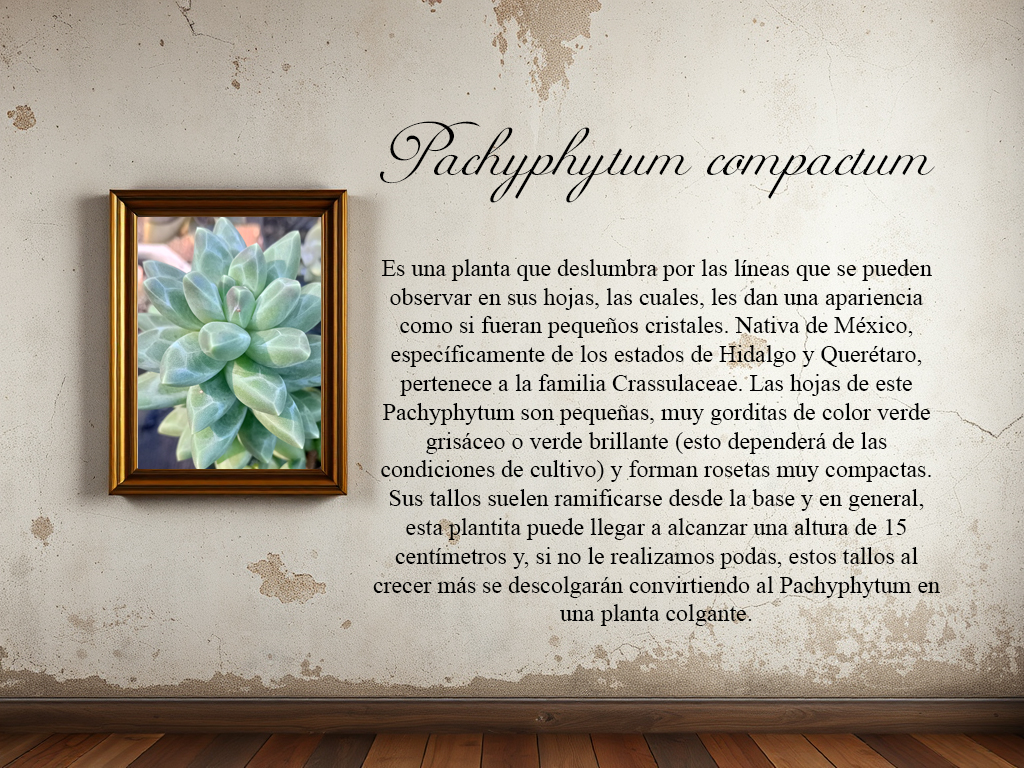 Pachyphytum compactum
Es una planta que deslumbra por las líneas que se pueden
observar en sus hojas, las cuales, les dan una apariencia
como si fueran pequeños cristales. Nativa de México,
específicamente de los estados de Hidalgo y Querétaro,
pertenece a la familia Crassulaceae. Las hojas de este
Pachyphytum son pequeñas, muy gorditas de color verde
grisáceo o verde brillante (esto dependerá de las
condiciones de cultivo) y forman rosetas muy compactas.
Sus tallos suelen ramificarse desde la base y en general,
esta plantita puede llegar a alcanzar una altura de 15
centímetros y, si no le realizamos podas, estos tallos al
crecer más se descolgarán convirtiendo al Pachyphytum en
una planta colgante.